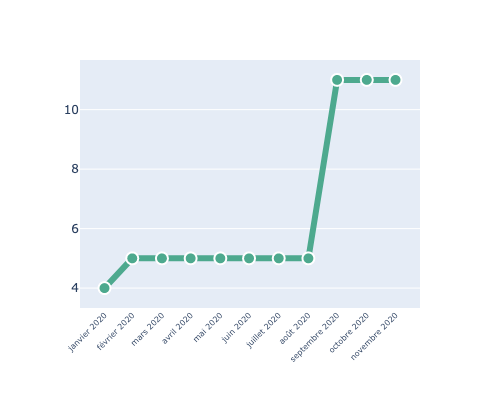 10
8
6
4
janvier 2020
février 2020
mars 2020
avril 2020
mai 2020
juin 2020
juillet 2020
août 2020
septembre 2020
octobre 2020
novembre 2020